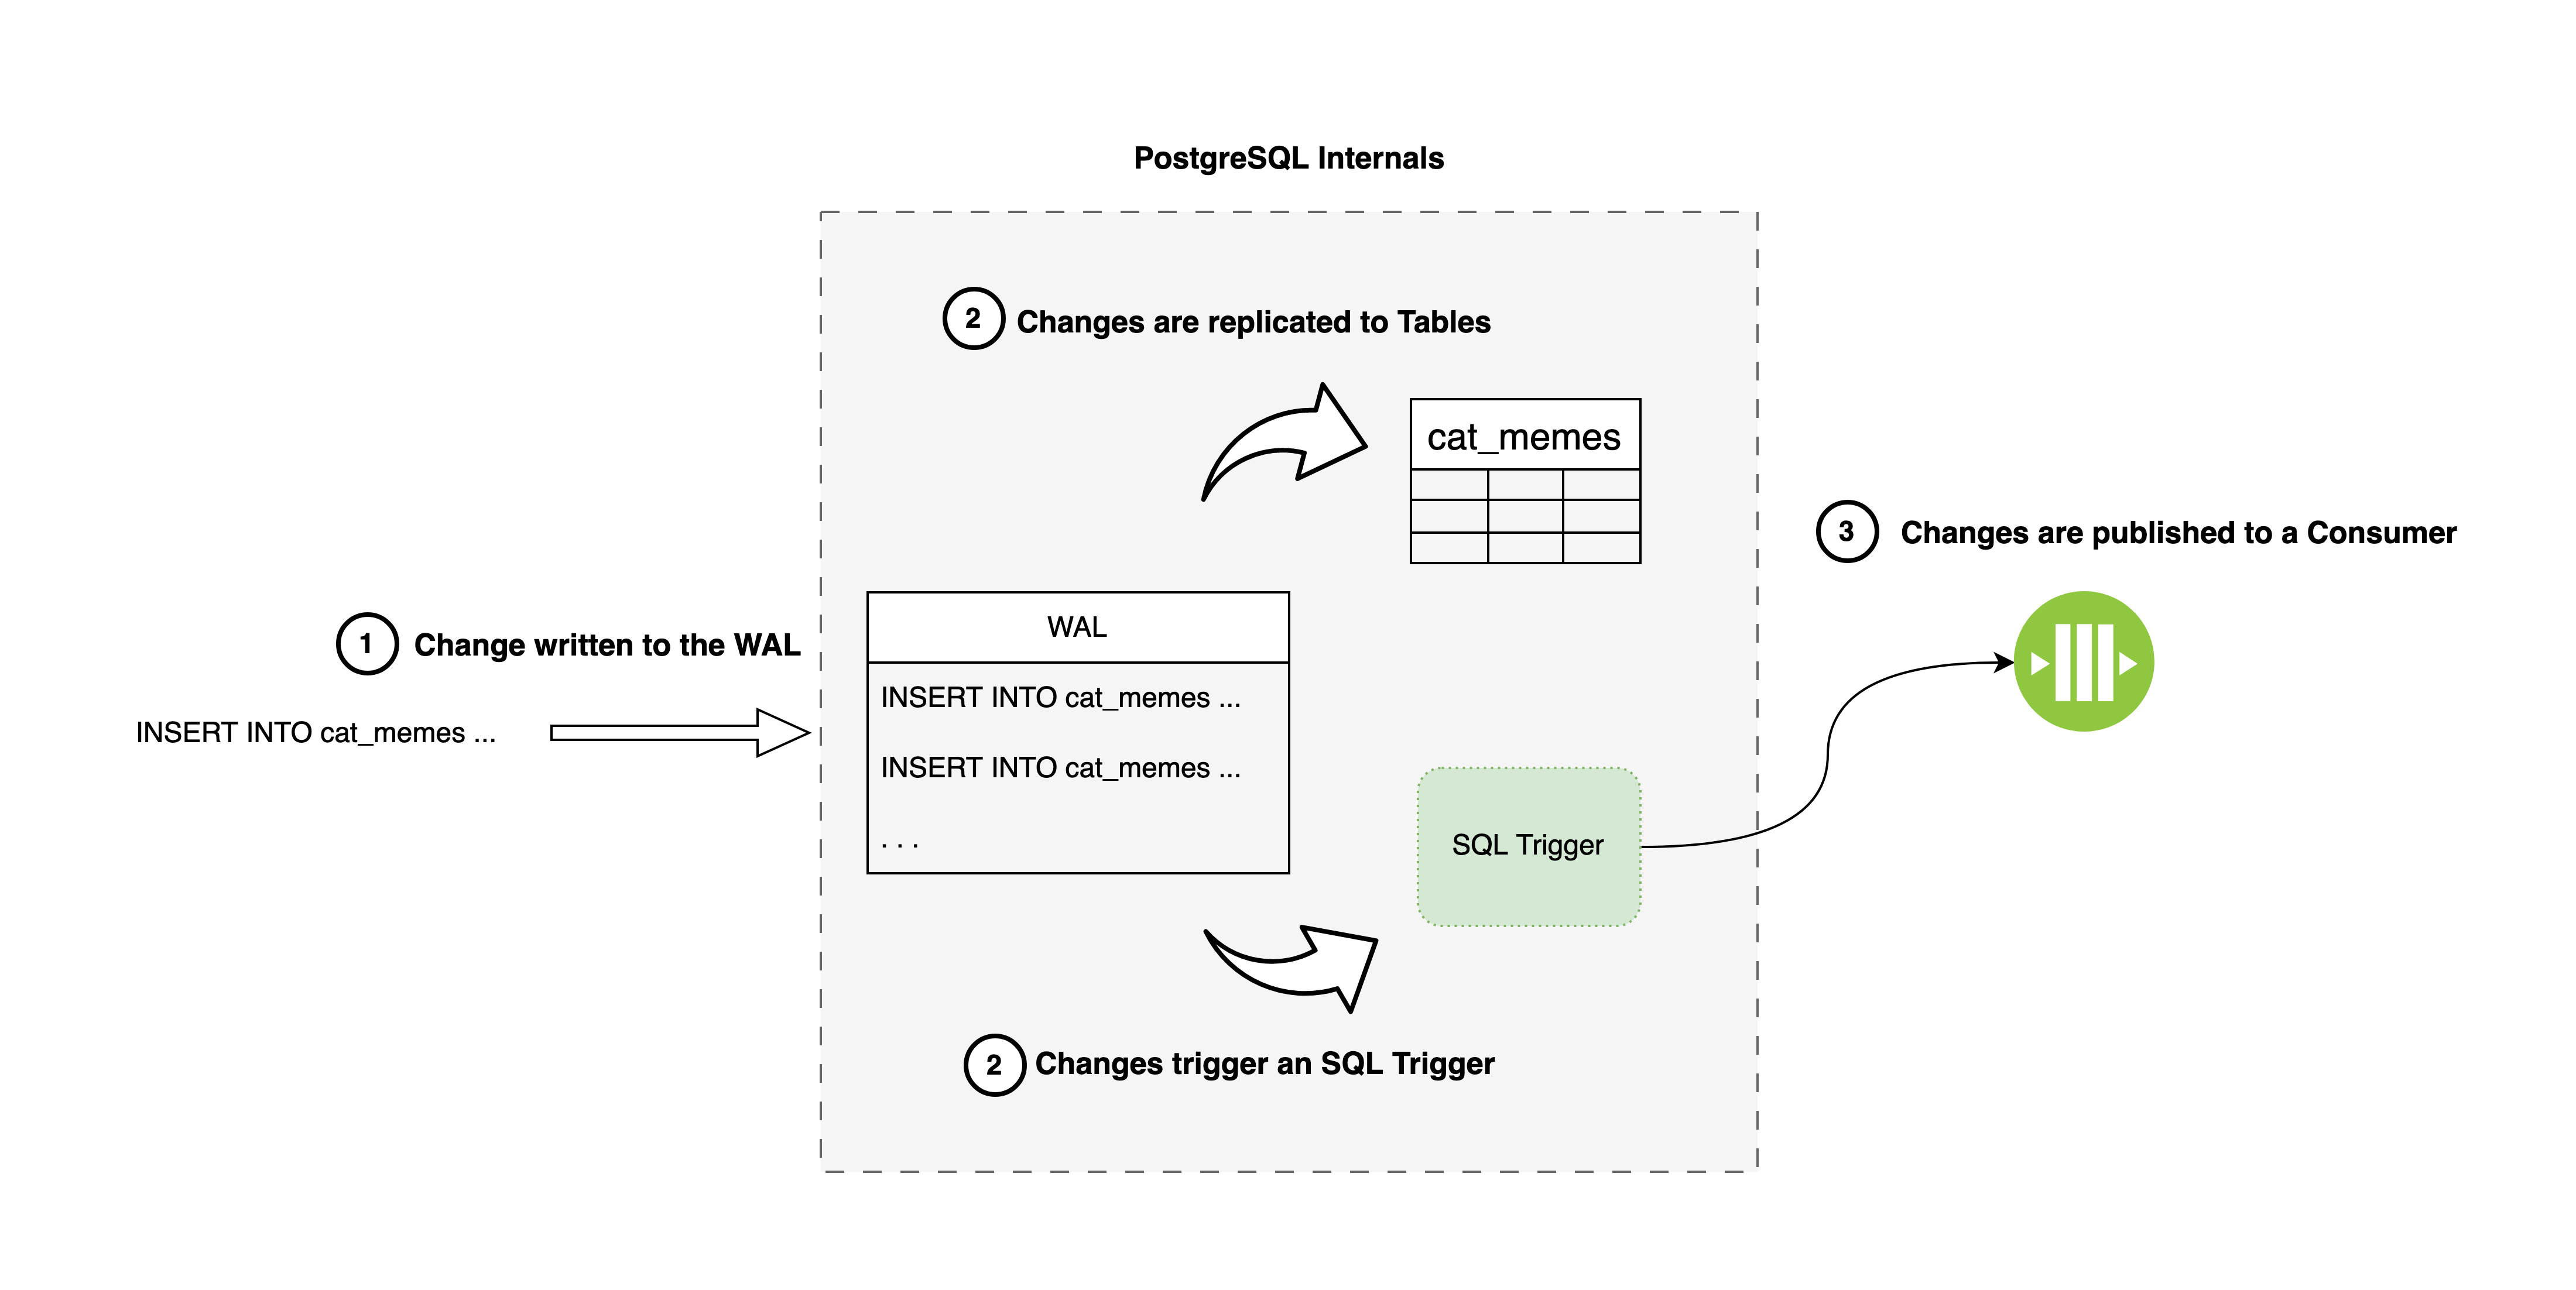 PostgreSQL Internals
2
Changes are replicated to Tables
cat_memes
3
Changes are published to a Consumer
1
Change written to the WAL
INSERT INTO cat_memes ...
WAL
INSERT INTO cat_memes ...
INSERT INTO cat_memes ...
. . .
SQL Trigger
2
Changes trigger an SQL Trigger